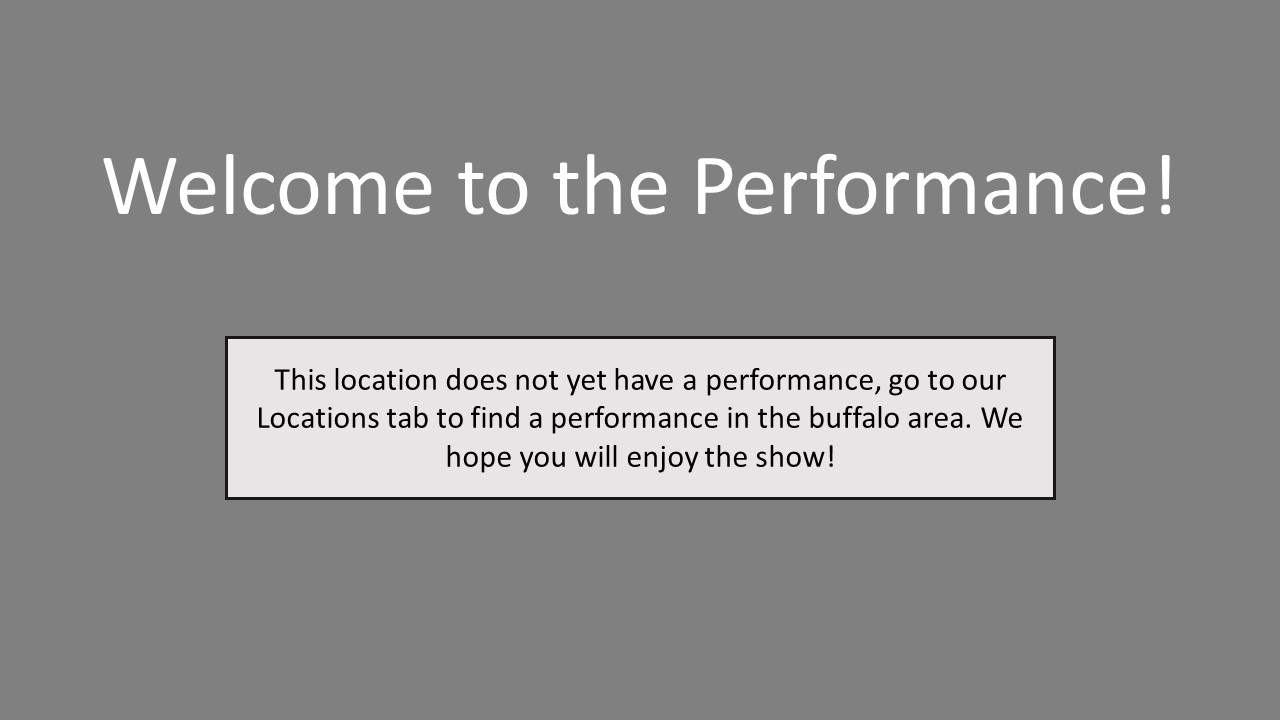 Welcome to the Performance!
This location does not yet have a performance, go to our
Locations tab to find a performance in the buffalo area. We
hope you will enjoy the show!